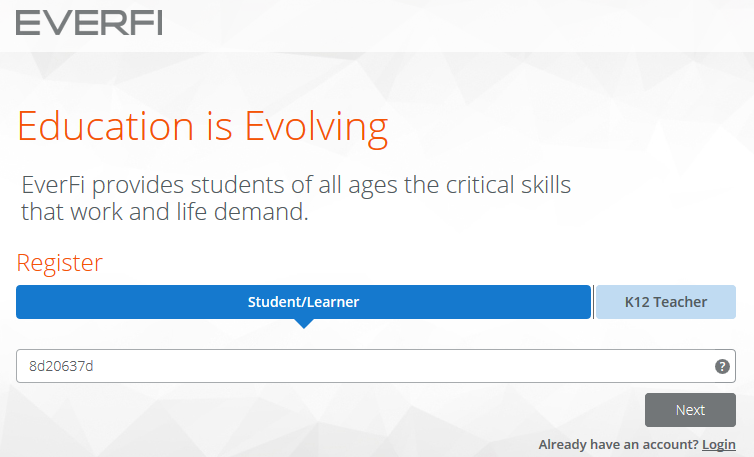 EVERFI
Education is Evolving
EverFi provides students of all ages the critical skills
that work and life demand.
Register
Student/Learner
K12 Teacher
8d20637d
?
Next
Already have an account? Login